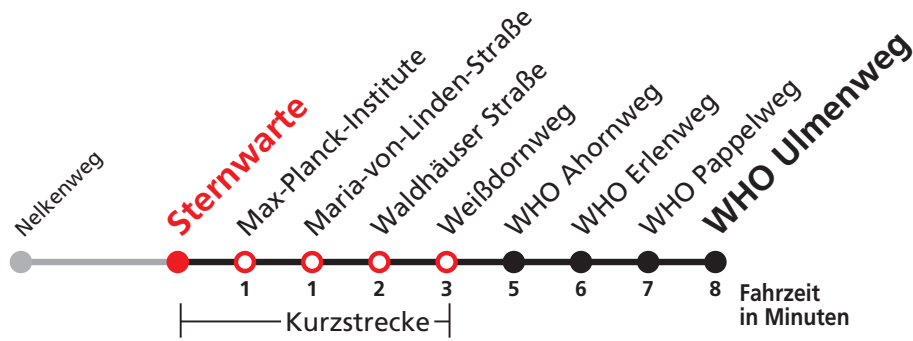 Nelkenweg
Sternwarte
Max-Planck-Institute
Maria-von-Linden-Straße
Waldhäuser Straße
Weißdornweg
WHO Ahornweg
WHO Erlenweg
WHO Pappelweg
WHO Ulmenweg
1 1 2 3 5 6 7 8
Fahrzeit
in Minuten
Kurzstrecke